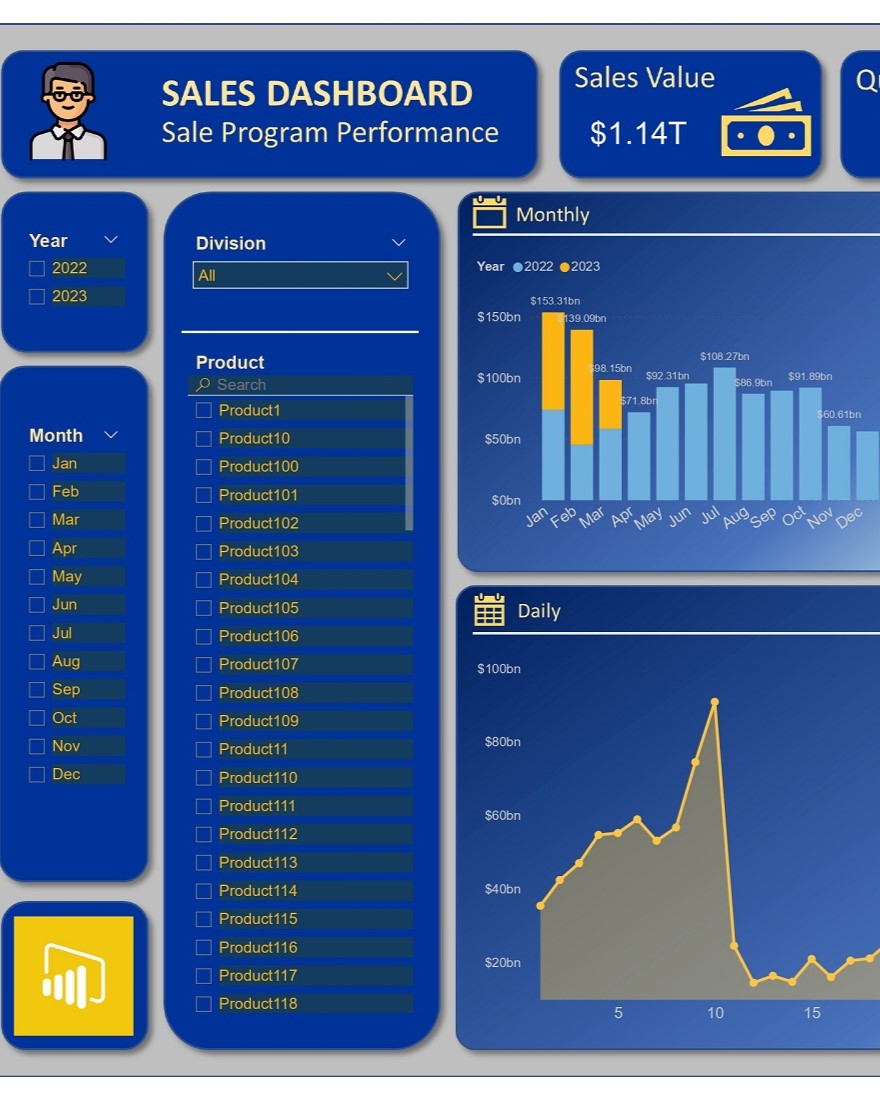 SALES DASHBOARD
Sale Program Performance
Sales Value
$1.14T
Year
2022
2023
Month
Jan
Feb
Mar
Apr
May
Jun
Jul
Aug
Sep
Oct
Nov
Dec
Division
All
Product
Search
Product1
Product10
Product100
Product101
Product102
Product103
Product104
Product105
Product106
Product107
Product108
Product109
Product11
Product110
Product111
Product112
Product113
Product114
Product115
Product116
Product117
Product118
Monthly
Year 2022 2023
$153.31bn
$139.09bn
$98.15bn
$71.8bn
$92.31bn
$108.27bn
$86.9bn
$91.89bn
$60.61bn
$150bn
$100bn
$50bn
$0bn
Jan Feb Mar Apr May Jun Jul Aug Sep Oct Nov Dec
Daily
$100bn
$80bn
$60bn
$40bn
$20bn
5 10 15